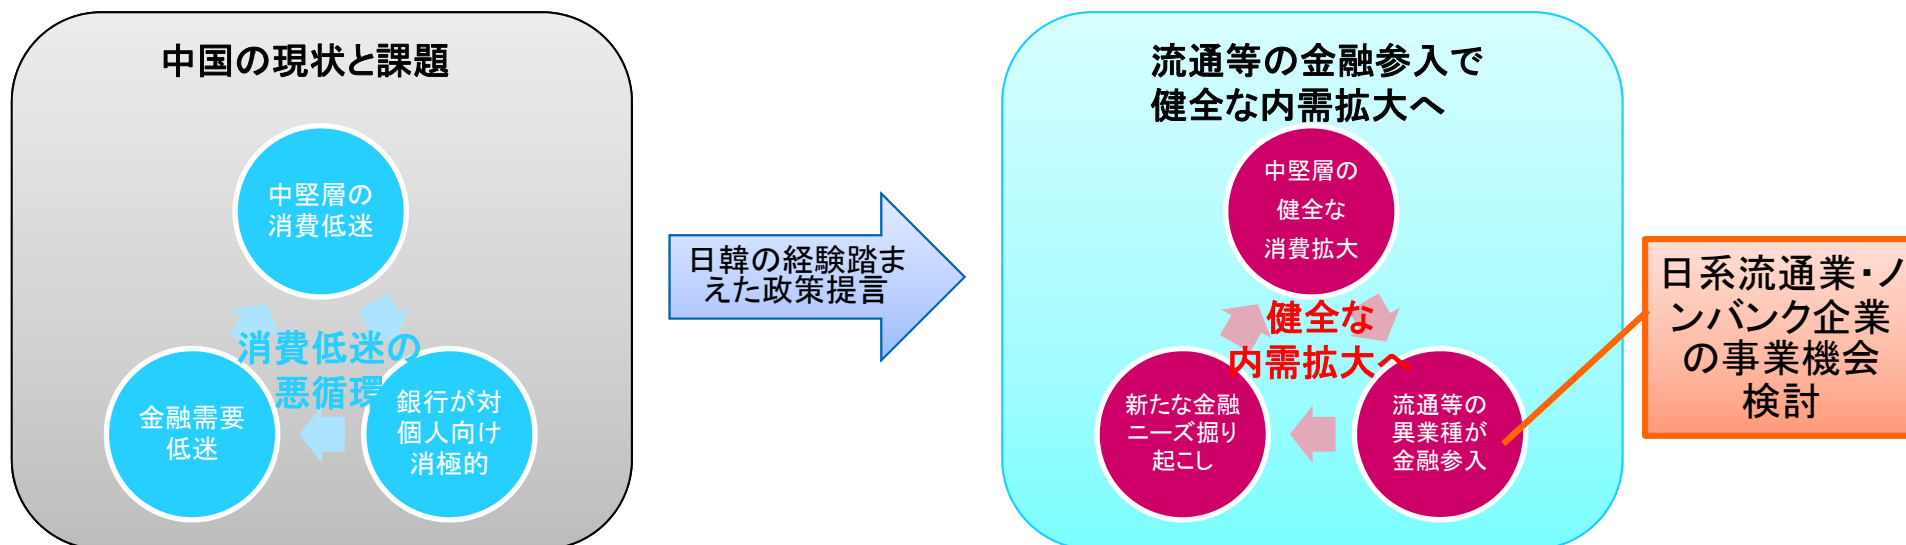 中国の現状と課題
中堅層の
消費低迷
消費低迷の
悪循環
金融需要
低迷
銀行が対
個人向け
消極的
日韓の経験踏ま
えた政策提言
流通等の金融参入で
健全な内需拡大へ
中堅層の
健全な
消費拡大
健全な
内需拡大へ
新たな金融
ニーズ掘り
起こし
流通等の
異業種が
金融参入
日系流通業・ノ
ンバンク企業
の事業機会
検討